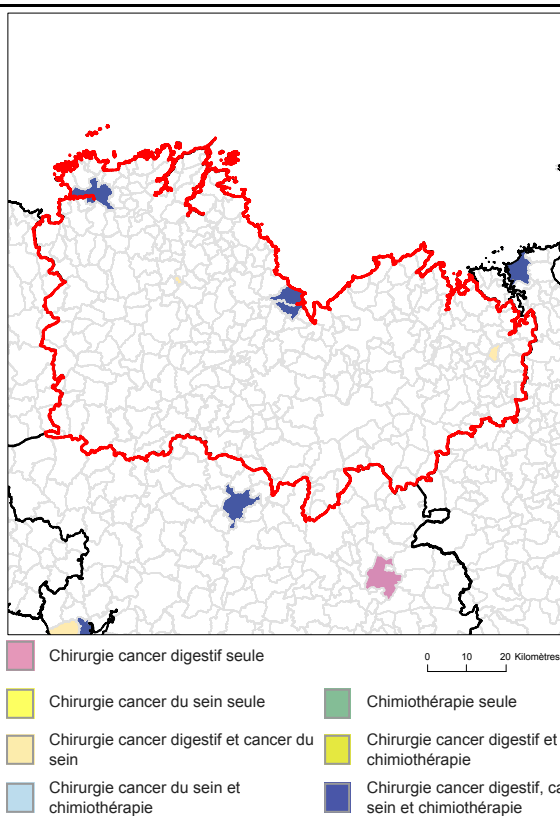 0 10 20 Kilomètres
Chirurgie cancer digestif seule
Chirurgie cancer du sein seule
Chirurgie cancer digestif et cancer du
sein
Chirurgie cancer du sein et
chimiothérapie
Chimiothérapie seule
Chirurgie cancer digestif et
chimiothérapie
Chirurgie cancer digestif,
sein et chimiothérapie